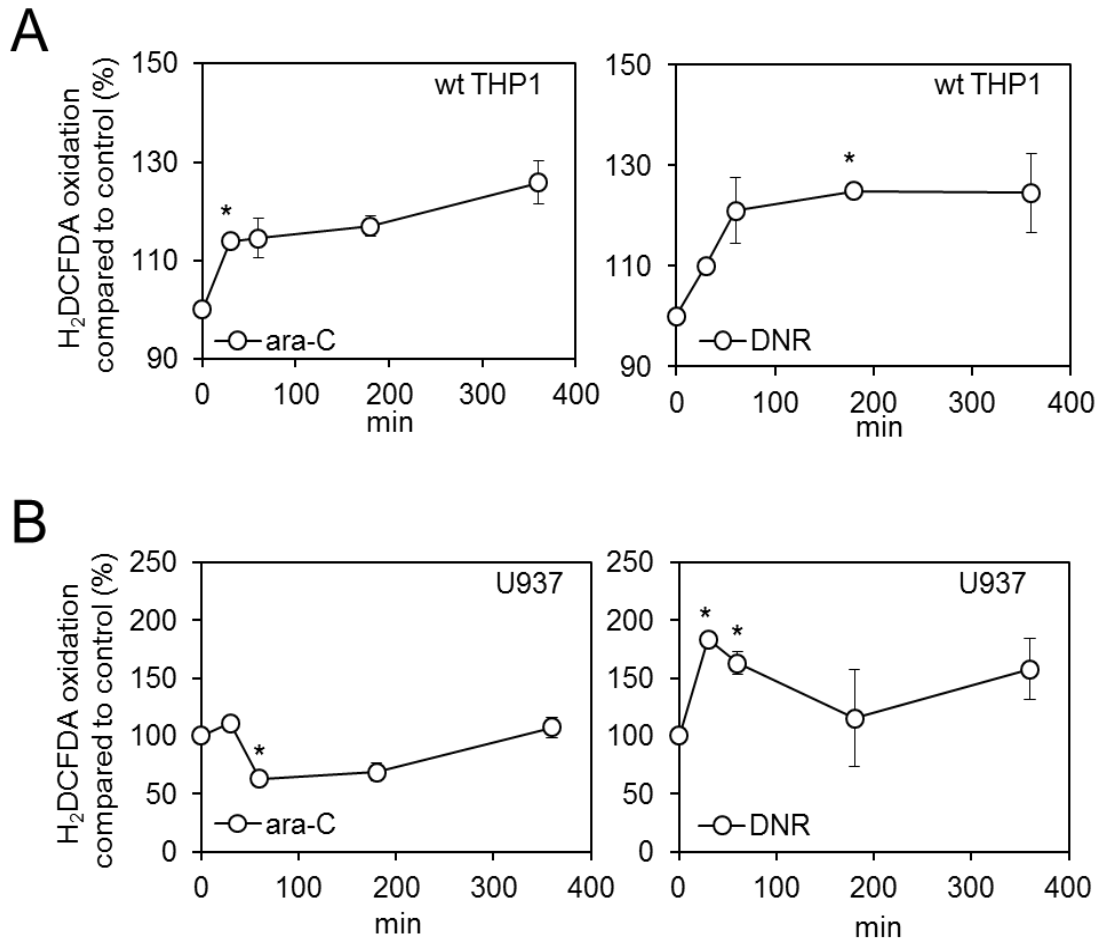 A
H₂DCFDA oxidation
compared to control (%)
150
130
110
90
wt THP1
*
ara-C
0 100 200 300 400
min
150
130
110
90
wt THP1
*
DNR
0 100 200 300 400
min
B
H₂DCFDA oxidation
compared to control (%)
250
200
150
100
50
0
U937
*
ara-C
0 100 200 300 400
min
250
200
150
100
50
0
U937
*
*
DNR
0 100 200 300 400
min